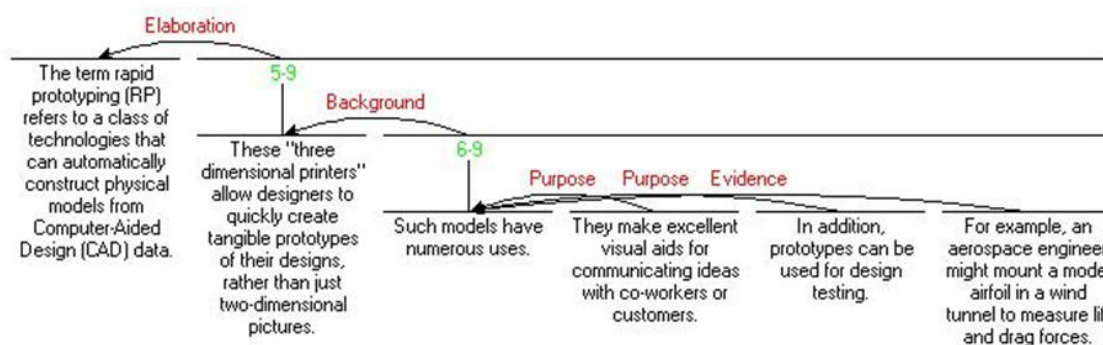 Elaboration
5-9
The term rapid
prototyping (RP)
refers to a class of
technologies that
can automatically
construct physical
models from
Computer-Aided
Design (CAD) data.
Background
6-9
These "three
dimensional printers"
allow designers to
quickly create
tangible prototypes
of their designs,
rather than just
two-dimensional
pictures.
Purpose Purpose Evidence
Such models have
numerous uses.
They make excellent
visual aids for
communicating ideas
with co-workers or
customers.
In addition,
prototypes can be
used for design
testing.
For example, an
aerospace engineer
might mount a mode
airfoil in a wind
tunnel to measure
and drag forces.